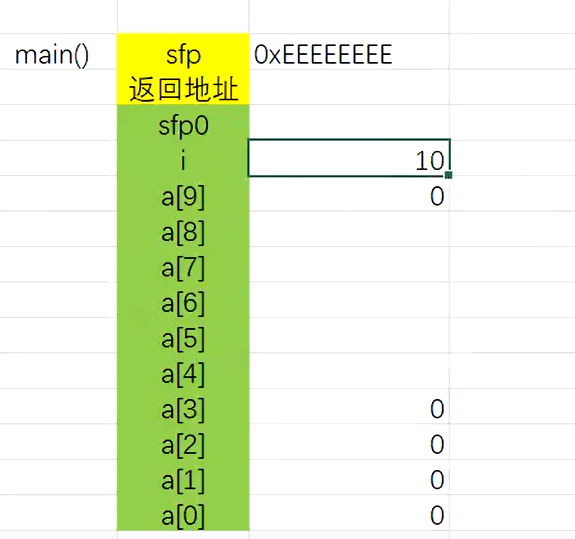 main() sfp 0xEEEEEEEE
返回地址
sfp0
i 10
a[9] 0
a[8]
a[7]
a[6]
a[5]
a[4]
a[3] 0
a[2] 0
a[1] 0
a[0] 0